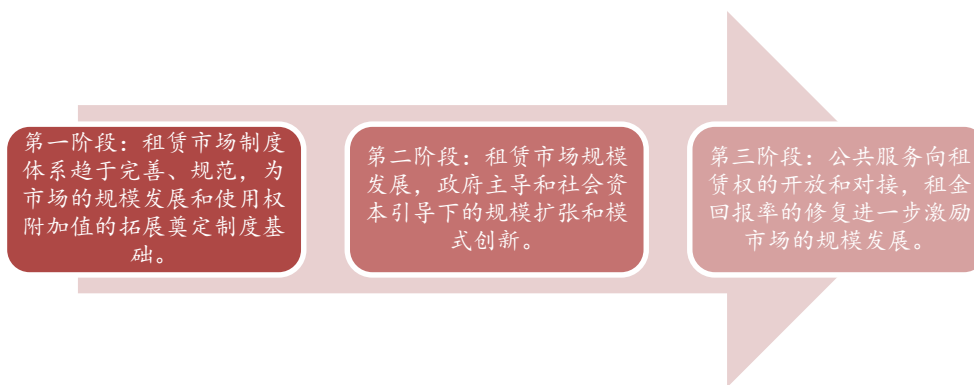 第一阶段：租赁市场制度
体系趋于完善、规范，为
市场的规模发展和使用权
附加值的拓展奠定制度基
础。
第二阶段：租赁市场规模
发展，政府主导和社会资
本引导下的规模扩张和模
式创新。
第三阶段：公共服务向租
赁权的开放和对接，租金
回报率的修复进一步激励
市场的规模发展。